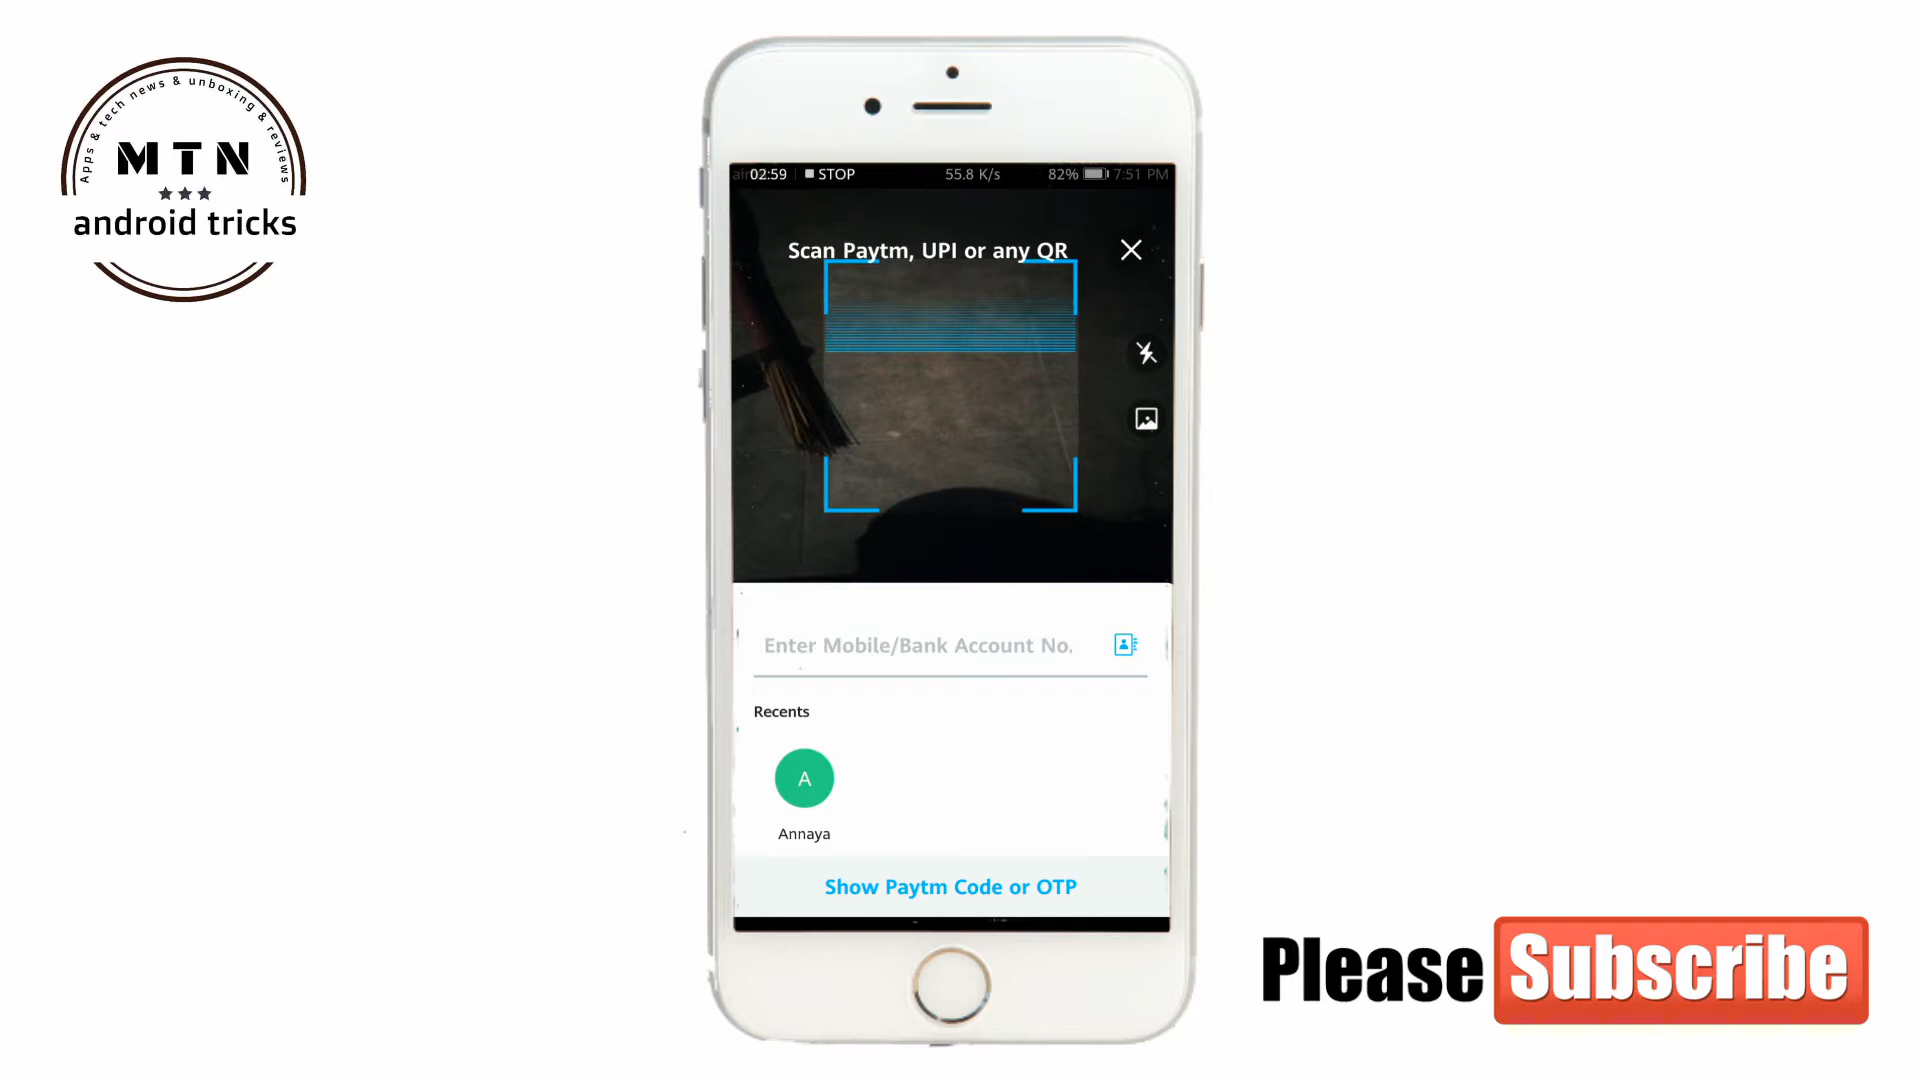 Apps & tech news & unboxing & reviews
MTN
android tricks
02:59 STOP 55.8 K/s 82% 7:51 PM
Scan Paytm, UPI or any QR
Enter Mobile/Bank Account No.
Recents
A
Annaya
Show Paytm Code or OTP
Please Subscribe